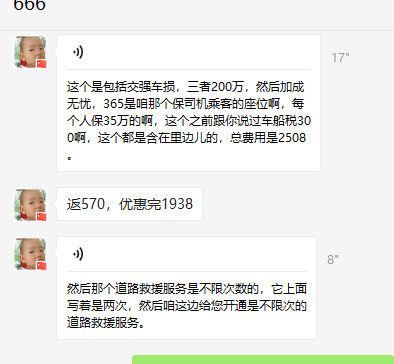 666
17"
这个是包括交强车损，三者200万，然后加成
无忧，365是咱那个保司机乘客的座位啊，每
个人保35万的啊，这个之前跟你说过车船税30
0啊，这个都是含在里边儿的，总费用是2508
。
返570，优惠完1938
8"
然后那个道路救援服务是不限次数的，它上面
写着是两次，然后咱这边给您开通是不限次的
道路救援服务。